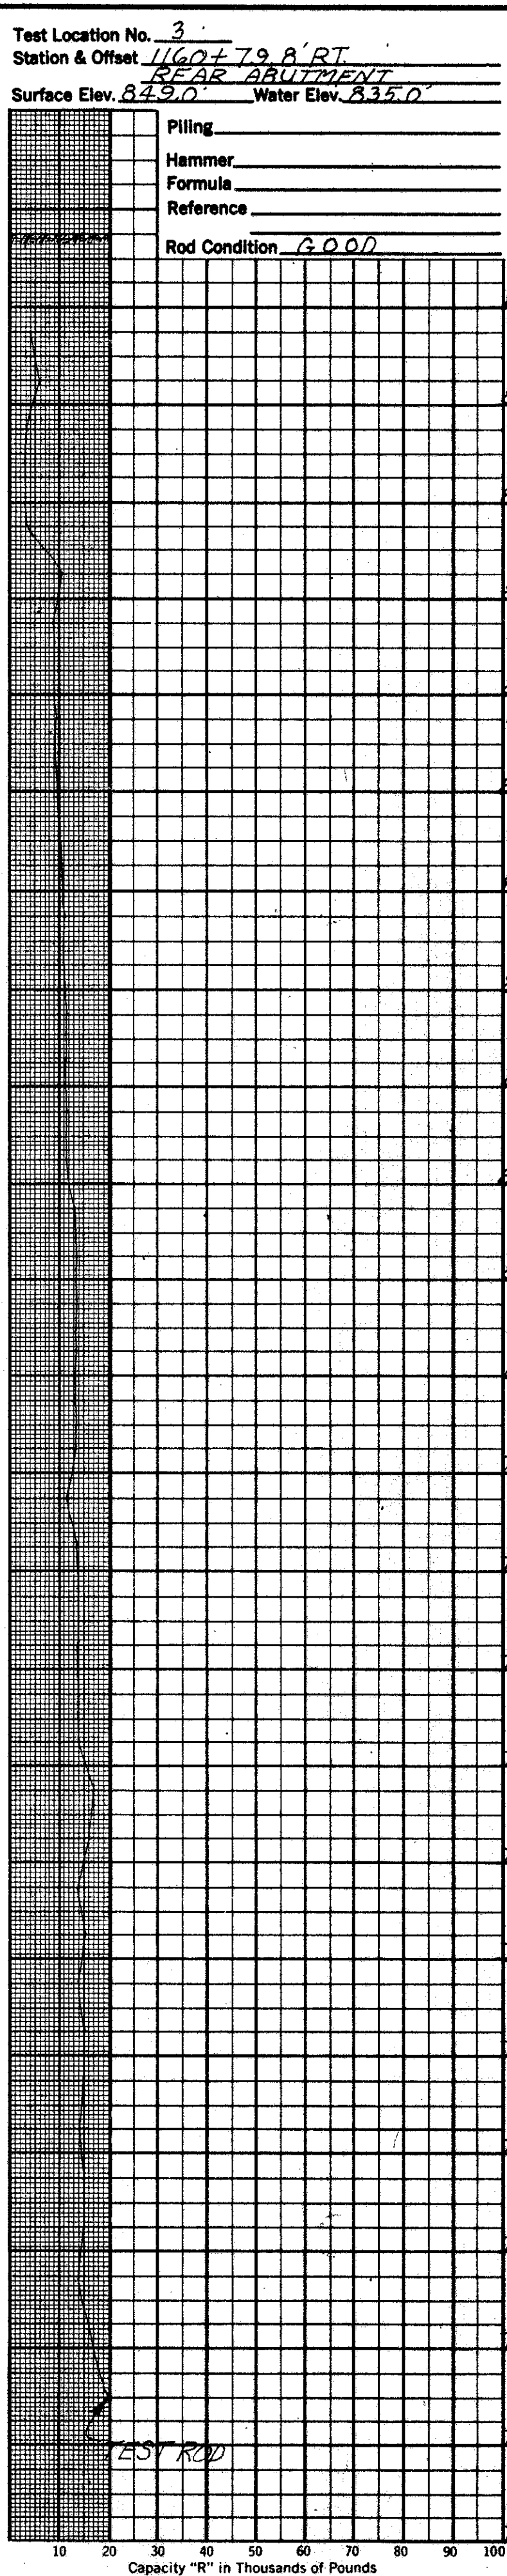 Test Location No. 3
Station & Offset 1160+79, 8' RT.
REAR ABUTMENT
Surface Elev. 849.0' Water Elev. 835.0'
Piling
Hammer
Formula
Reference
Rod Condition GOOD
TEST ROD
10 20 30 40 50 60 70 80 90 100
Capacity "R" in Thousands of Pounds